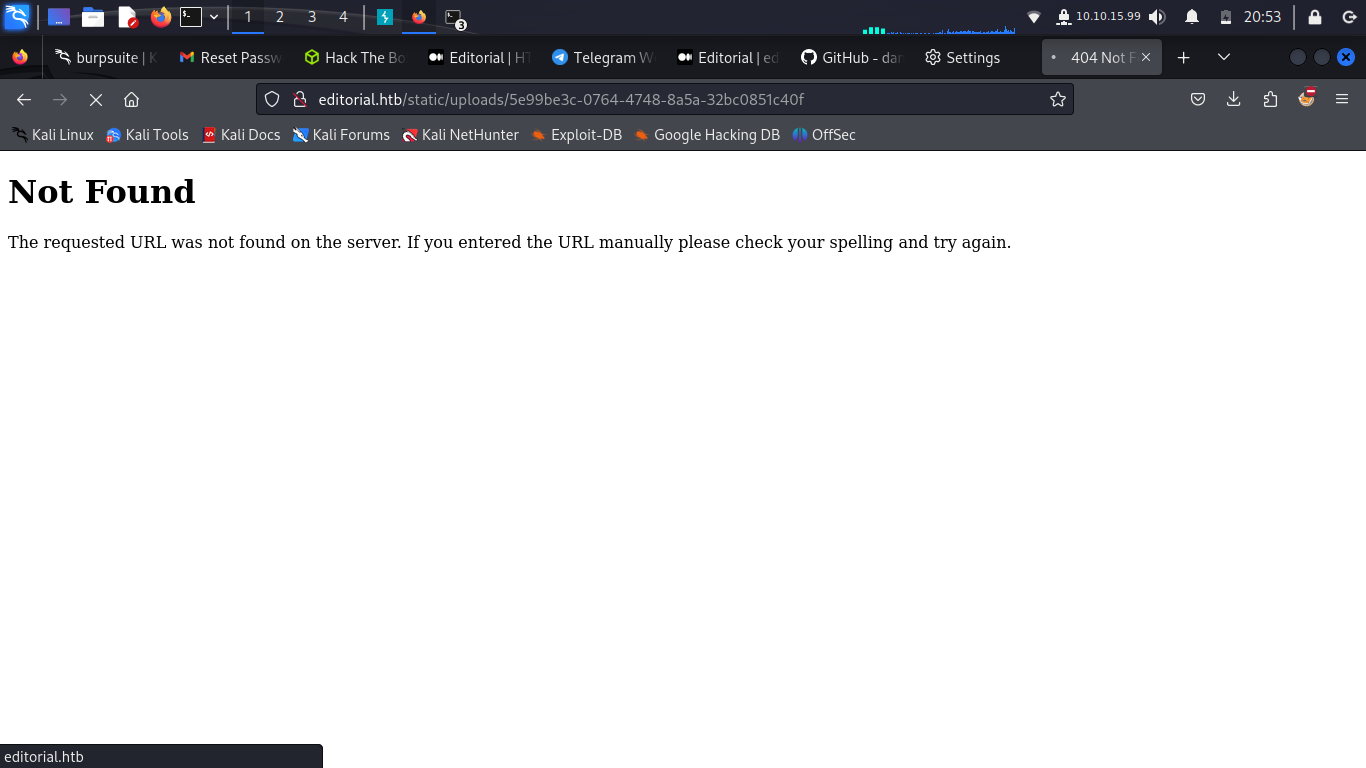 1 2 3 4 3 10.10.15.99 20:53
burpsuite | K Reset Passw Hack The Bo Editorial | HT Telegram W Editorial | ed GitHub - dan Settings 404 Not F
editorial.htb/static/uploads/5e99be3c-0764-4748-8a5a-32bc0851c40f
Kali Linux Kali Tools Kali Docs Kali Forums Kali NetHunter Exploit-DB Google Hacking DB OffSec
Not Found
The requested URL was not found on the server. If you entered the URL manually please check your spelling and try again.
editorial.htb